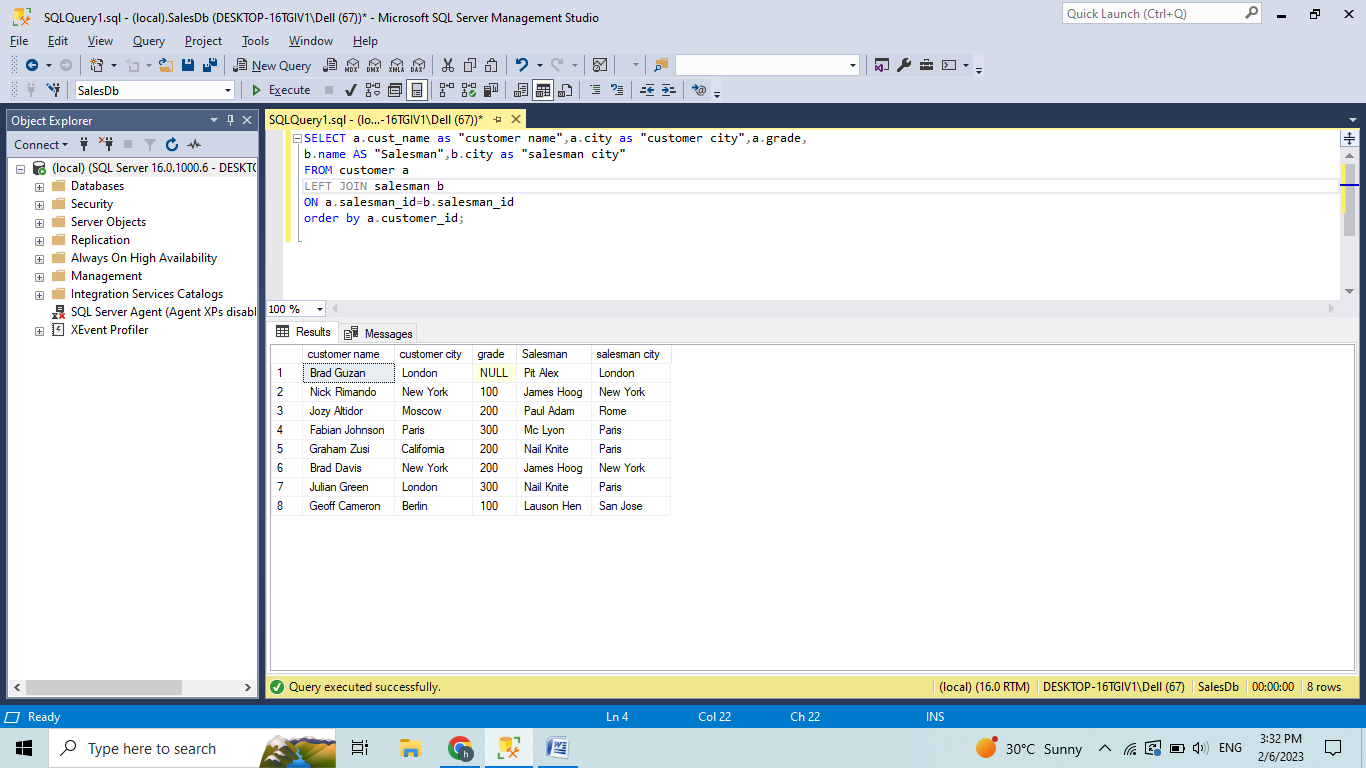 SQLQuery1.sql - (local).SalesDb (DESKTOP-16TGIV1\Dell (67))* - Microsoft SQL Server Management Studio
Quick Launch (Ctrl+Q)
File Edit View Query Project Tools Window Help
New Query MDX DMX XMLA DAX
SalesDb Execute
Object Explorer
Connect
(local) (SQL Server 16.0.1000.6 - DESKT
Databases
Security
Server Objects
Replication
Always On High Availability
Management
Integration Services Catalogs
SQL Server Agent (Agent XPs disabl
XEvent Profiler
SQLQuery1.sql - (lo...-16TGIV1\Dell (67))*
SELECT a.cust_name as "customer name",a.city as "customer city",a.grade,
b.name AS "Salesman",b.city as "salesman city"
FROM customer a
LEFT JOIN salesman b
ON a.salesman_id=b.salesman_id
order by a.customer_id;
100 %
Results Messages
customer name customer city grade Salesman salesman city
1 Brad Guzan London NULL Pit Alex London
2 Nick Rimando New York 100 James Hoog New York
3 Jozy Altidor Moscow 200 Paul Adam Rome
4 Fabian Johnson Paris 300 Mc Lyon Paris
5 Graham Zusi California 200 Nail Knite Paris
6 Brad Davis New York 200 James Hoog New York
7 Julian Green London 300 Nail Knite Paris
8 Geoff Cameron Berlin 100 Lauson Hen San Jose
Query executed successfully. (local) (16.0 RTM) DESKTOP-16TGIV1\Dell (67) SalesDb 00:00:00 8 rows
Ready Ln 4 Col 22 Ch 22 INS
Type here to search
30°C Sunny ENG
3:32 PM
2/6/2023